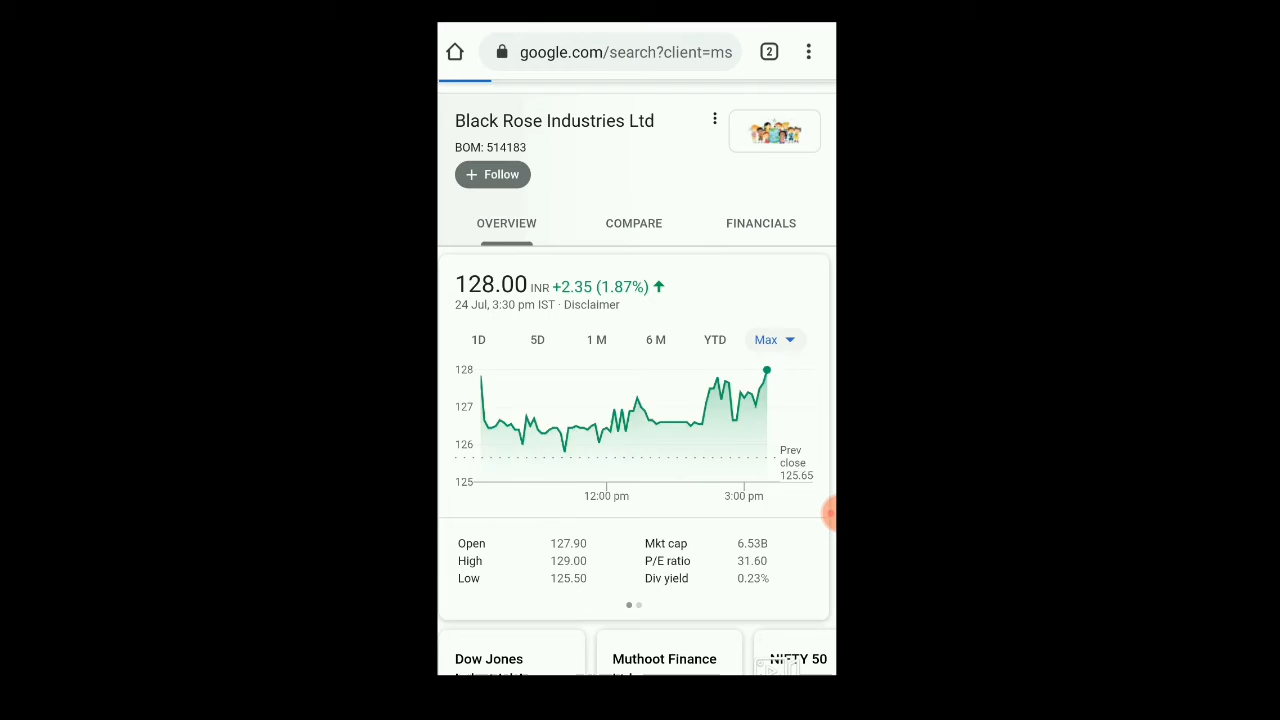 google.com/search?client=ms
2
Black Rose Industries Ltd
BOM: 514183
+ Follow
OVERVIEW COMPARE FINANCIALS
128.00 INR +2.35 (1.87%) ↑
24 Jul, 3:30 pm IST · Disclaimer
1D 5D 1 M 6 M YTD Max
128
127
126
125
Prev
close
125.65
12:00 pm 3:00 pm
Open 127.90 Mkt cap 6.53B
High 129.00 P/E ratio 31.60
Low 125.50 Div yield 0.23%
Dow Jones Muthoot Finance NIFTY 50